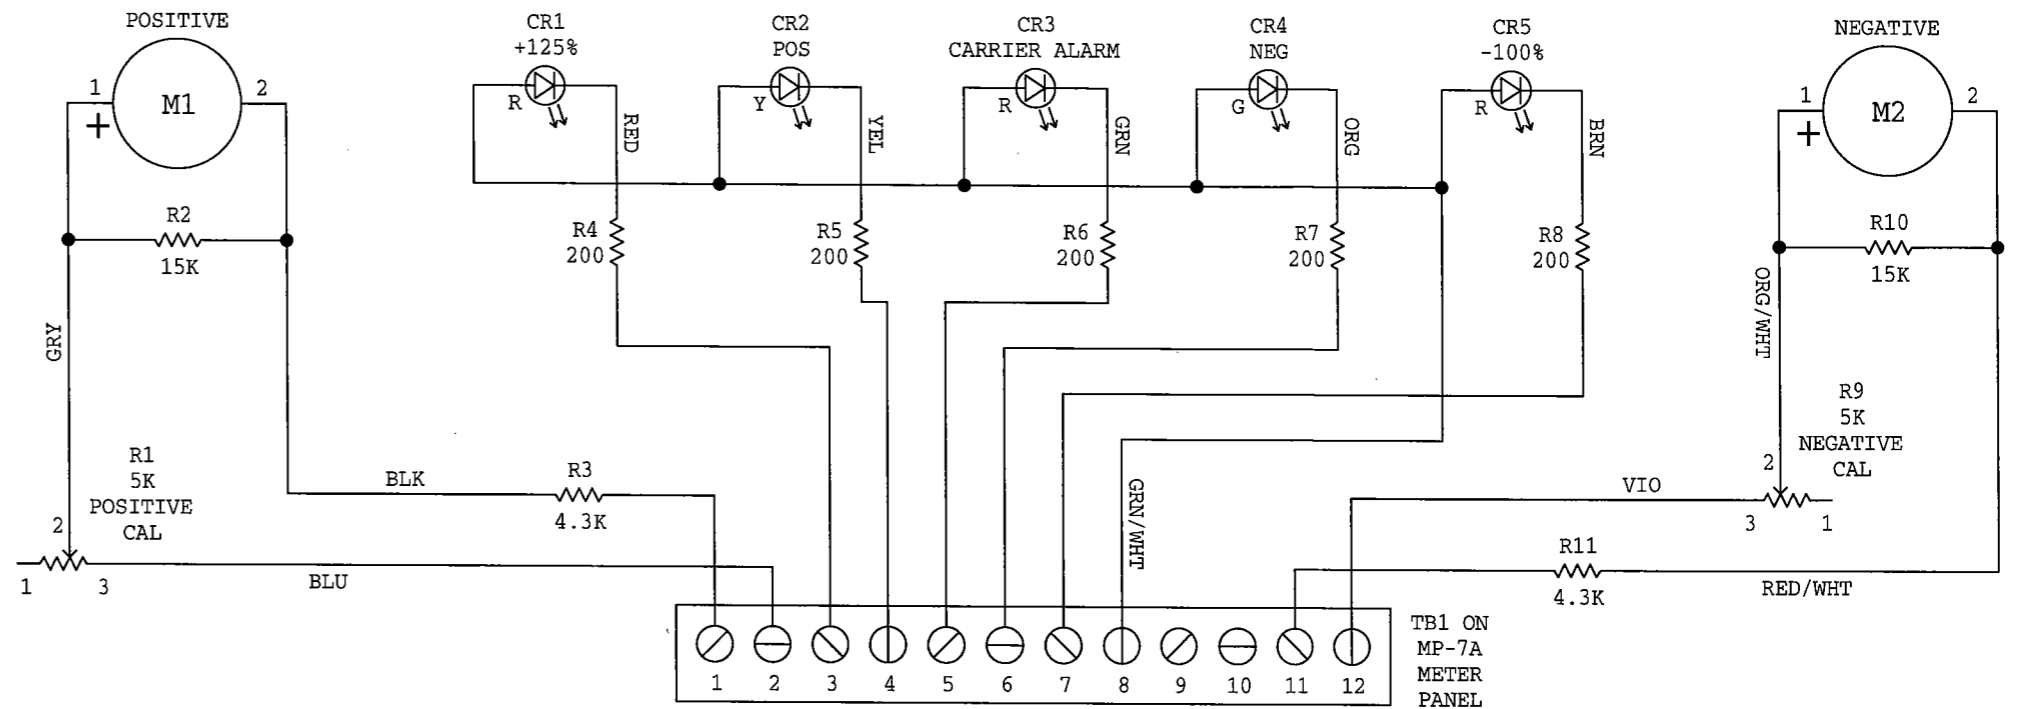 POSITIVE
M1
1
2
+
CR1
+125%
R
RED
CR2
POS
Y
YEL
CR3
CARRIER ALARM
R
GRN
CR4
NEG
G
ORG
CR5
-100%
R
BRN
NEGATIVE
M2
1
2
+
R2
15K
R4
200
R5
200
R6
200
R7
200
R8
200
R10
15K
GRY
ORG/WHT
R1
5K
POSITIVE
CAL
2
1
3
BLK
R3
4.3K
BLU
GRN/WHT
R9
5K
NEGATIVE
CAL
2
3
1
VIO
R11
4.3K
RED/WHT
1 2 3 4 5 6 7 8 9 10 11 12
TB1 ON
MP-7A
METER
PANEL